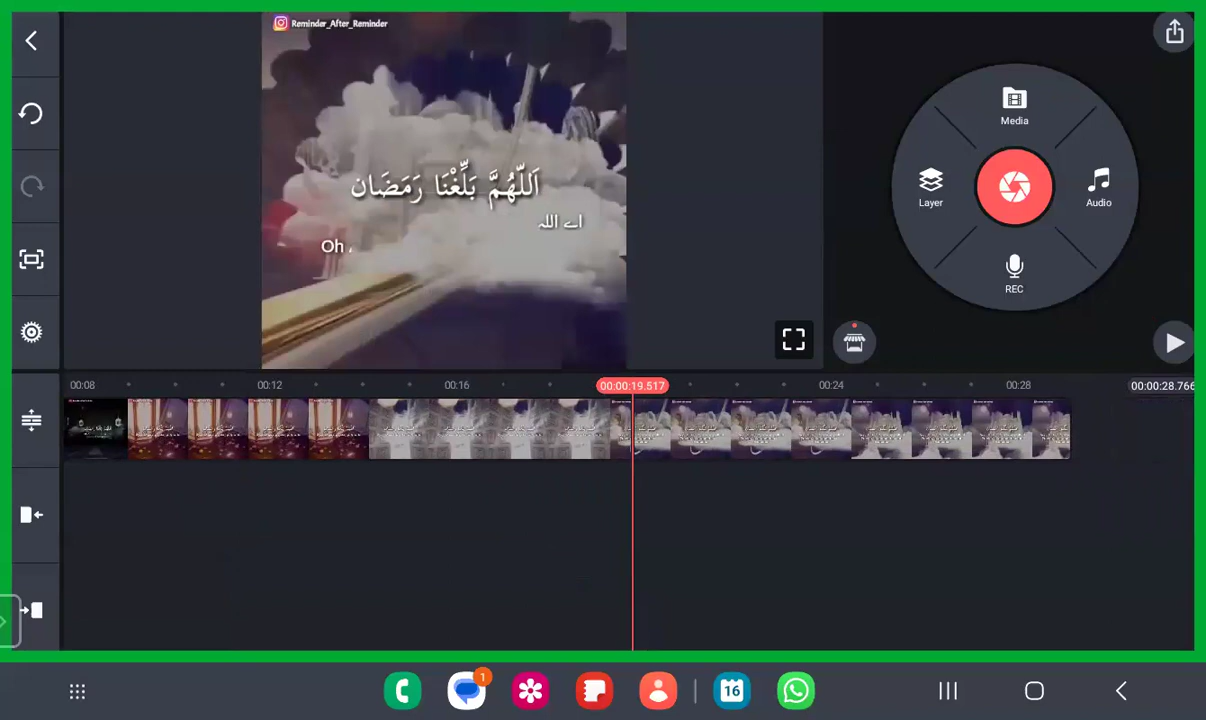 Reminder_After_Reminder
اَللّٰهُمَّ بَلِّغْنَا رَمَضَان
اے اللہ
Oh ،
Media
Layer
Audio
REC
00:08
00:12
00:16
00:00:19.517
00:24
00:28
00:00:28.766
1
16